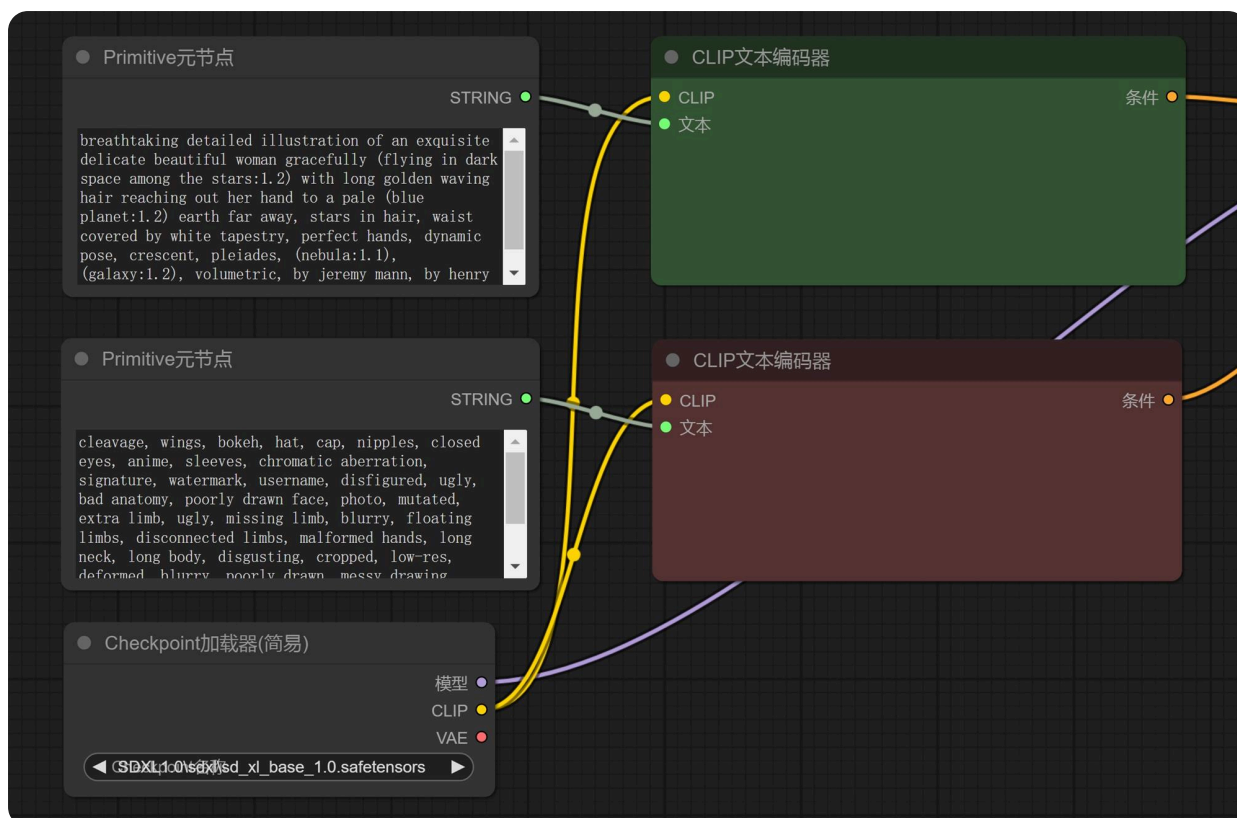 Primitive元节点
STRING
breathtaking detailed illustration of an exquisite
delicate beautiful woman gracefully (flying in dark
space among the stars:1.2) with long golden waving
hair reaching out her hand to a pale (blue
planet:1.2) earth far away, stars in hair, waist
covered by white tapestry, perfect hands, dynamic
pose, crescent, pleiades, (nebula:1.1),
(galaxy:1.2), volumetric, by jeremy mann, by henry
CLIP文本编码器
CLIP
条件
文本
Primitive元节点
STRING
cleavage, wings, bokeh, hat, cap, nipples, closed
eyes, anime, sleeves, chromatic aberration,
signature, watermark, username, disfigured, ugly,
bad anatomy, poorly drawn face, photo, mutated,
extra limb, ugly, missing limb, blurry, floating
limbs, disconnected limbs, malformed hands, long
neck, long body, disgusting, cropped, low-res,
deformed, blurry, poorly drawn, messy drawing
CLIP文本编码器
CLIP
条件
文本
Checkpoint加载器(简易)
模型
CLIP
VAE
sd_xl_base_1.0.safetensors